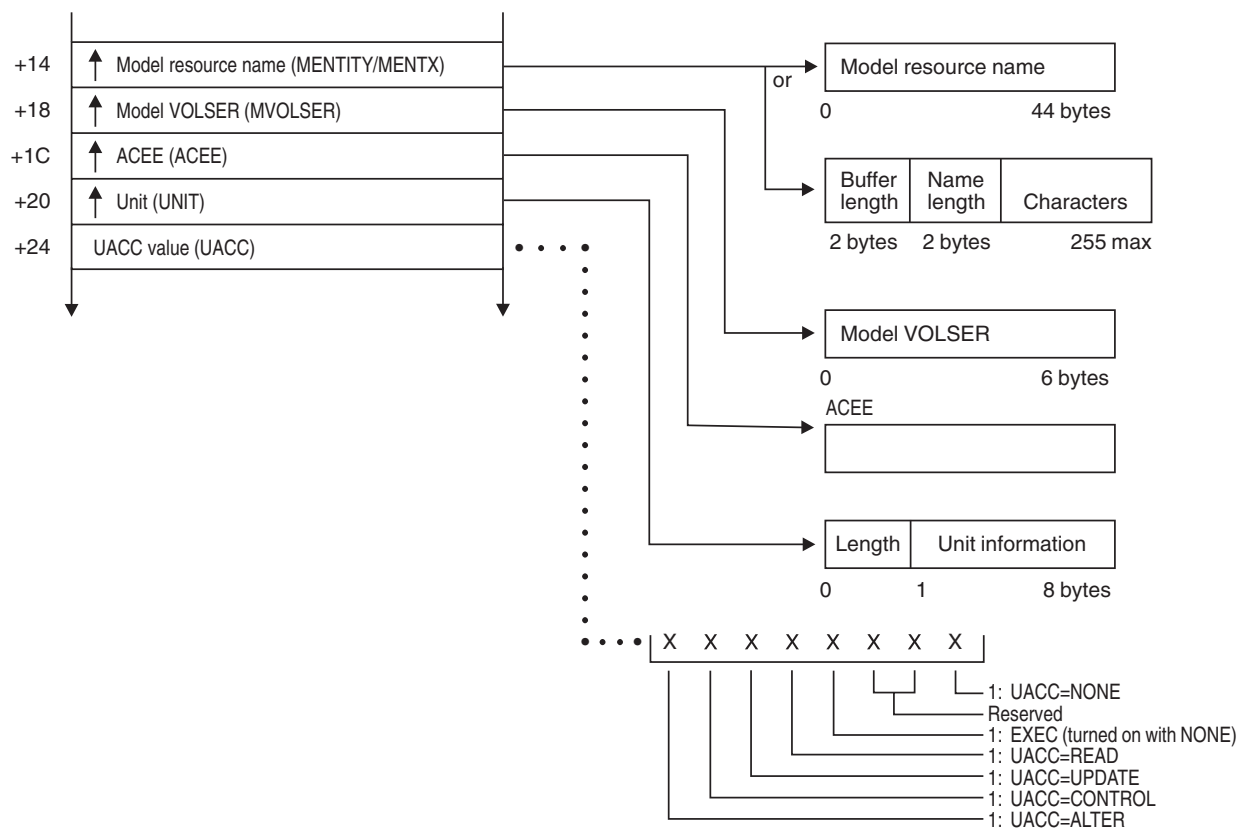 +14 Model resource name (MENTITY/MENTX)
+18 Model VOLSER (MVOLSER)
+1C ACEE (ACEE)
+20 Unit (UNIT)
+24 UACC value (UACC)
or
Model resource name
0 44 bytes
Buffer length Name length Characters
2 bytes 2 bytes 255 max
Model VOLSER
0 6 bytes
ACEE
Length Unit information
0 1 8 bytes
X X X X X X X X
1: UACC=NONE
Reserved
1: EXEC (turned on with NONE)
1: UACC=READ
1: UACC=UPDATE
1: UACC=CONTROL
1: UACC=ALTER